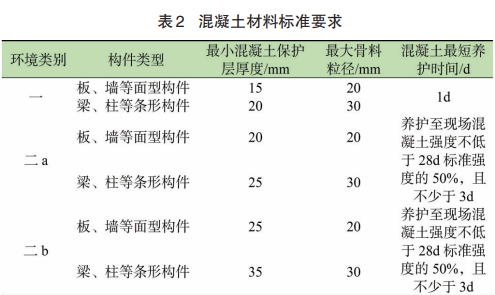 表2 混凝土材料标准要求
环境类别 构件类型 最小混凝土保护层厚度/mm 最大骨料粒径/mm 混凝土最短养护时间/d
一 板、墙等面型构件 15 20 1d
梁、柱等条形构件 20 30
二 a 板、墙等面型构件 20 20 养护至现场混凝土强度不低于 28d 标准强度的 50%，且不少于 3d
梁、柱等条形构件 25 30
二 b 板、墙等面型构件 25 20 养护至现场混凝土强度不低于 28d 标准强度的 50%，且不少于 3d
梁、柱等条形构件 35 30